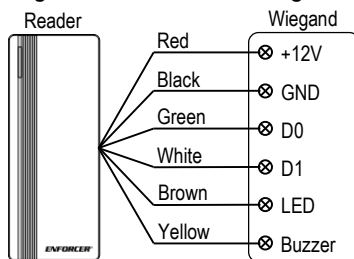 Reader
Wiegand
Red
+12V
Black
GND
Green
D0
White
D1
Brown
LED
Yellow
Buzzer
ENFORCER